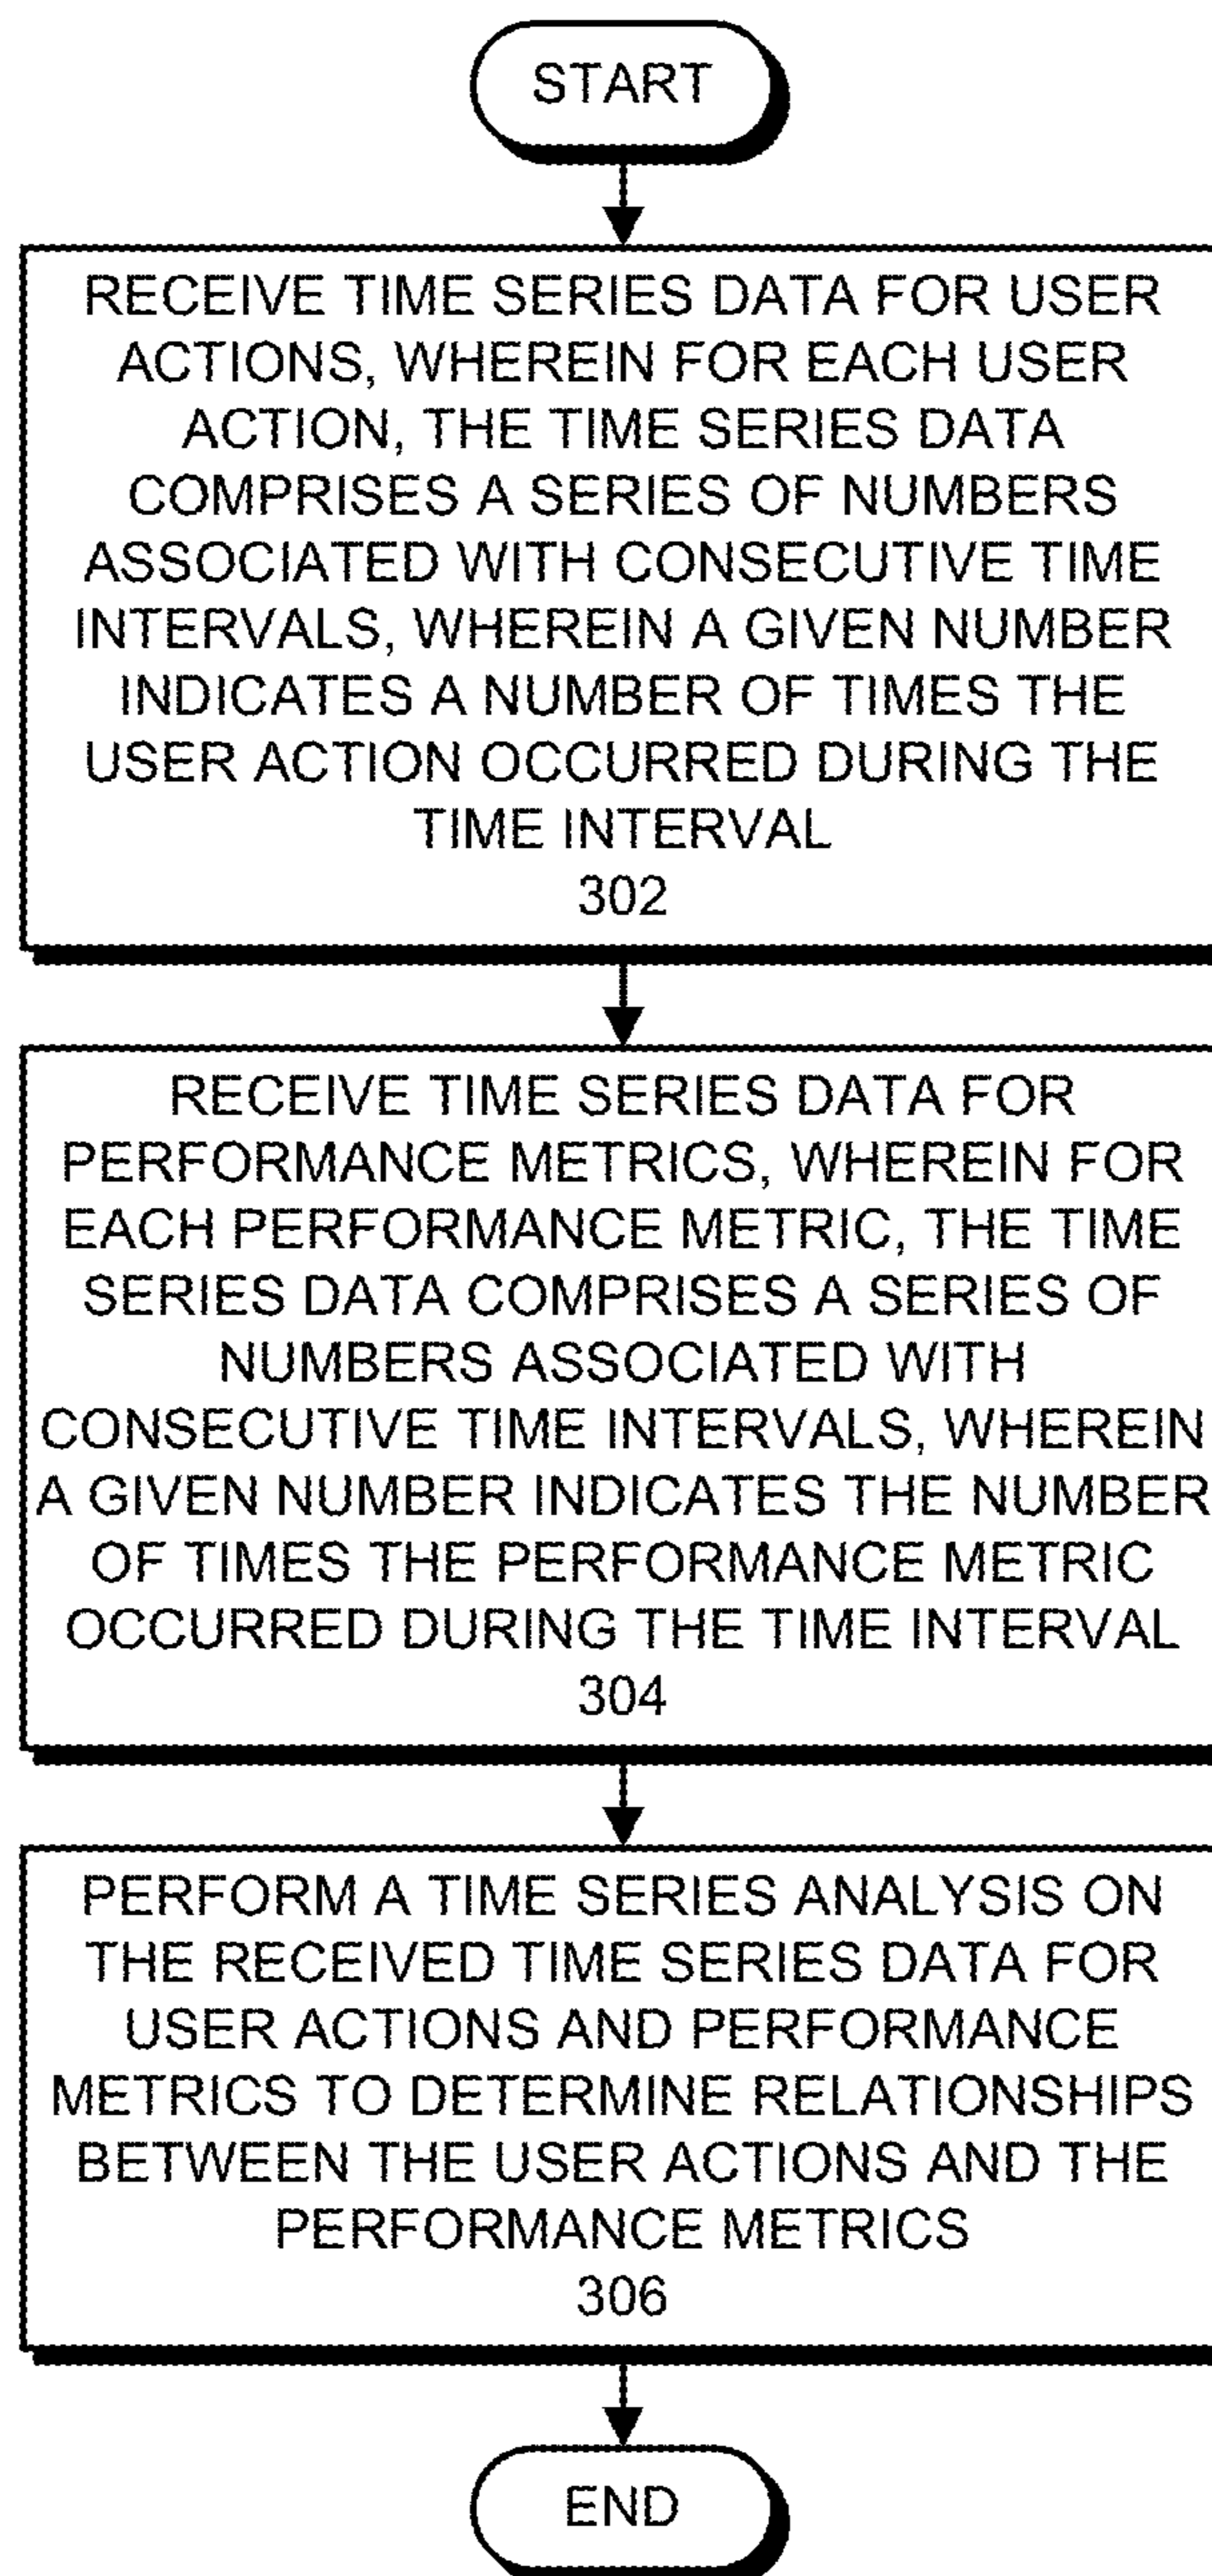 START
RECEIVE TIME SERIES DATA FOR USER
ACTIONS, WHEREIN FOR EACH USER
ACTION, THE TIME SERIES DATA
COMPRISES A SERIES OF NUMBERS
ASSOCIATED WITH CONSECUTIVE TIME
INTERVALS, WHEREIN A GIVEN NUMBER
INDICATES A NUMBER OF TIMES THE
USER ACTION OCCURRED DURING THE
TIME INTERVAL
302
RECEIVE TIME SERIES DATA FOR
PERFORMANCE METRICS, WHEREIN FOR
EACH PERFORMANCE METRIC, THE TIME
SERIES DATA COMPRISES A SERIES OF
NUMBERS ASSOCIATED WITH
CONSECUTIVE TIME INTERVALS, WHEREIN
A GIVEN NUMBER INDICATES THE NUMBER
OF TIMES THE PERFORMANCE METRIC
OCCURRED DURING THE TIME INTERVAL
304
PERFORM A TIME SERIES ANALYSIS ON
THE RECEIVED TIME SERIES DATA FOR
USER ACTIONS AND PERFORMANCE
METRICS TO DETERMINE RELATIONSHIPS
BETWEEN THE USER ACTIONS AND THE
PERFORMANCE METRICS
306
END